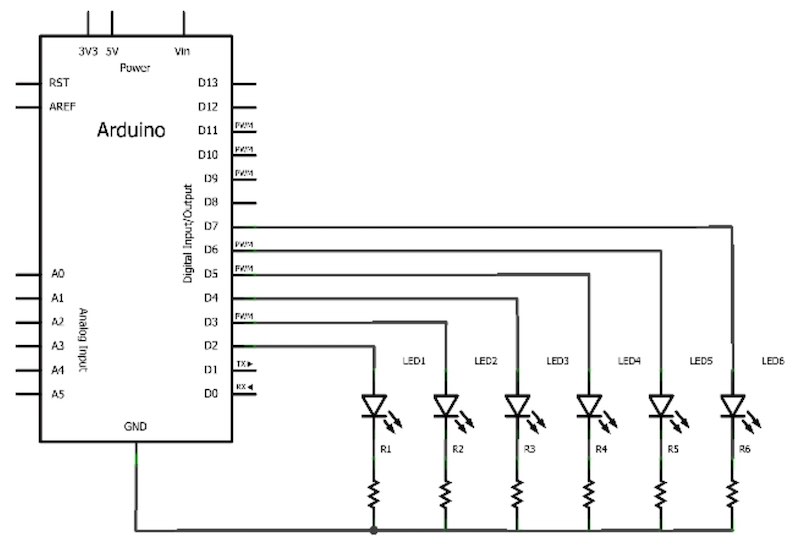 3V3 5V Vin
Power
RST
AREF
Arduino
D13
D12
D11 PWM
D10 PWM
D9 PWM
D8
D7
D6 PWM
D5 PWM
D4
D3 PWM
D2
D1 TX
D0 RX
Digital Input/Output
A0
A1
A2
A3
A4
A5
Analog Input
GND
LED1 LED2 LED3 LED4 LED5 LED6
R1 R2 R3 R4 R5 R6